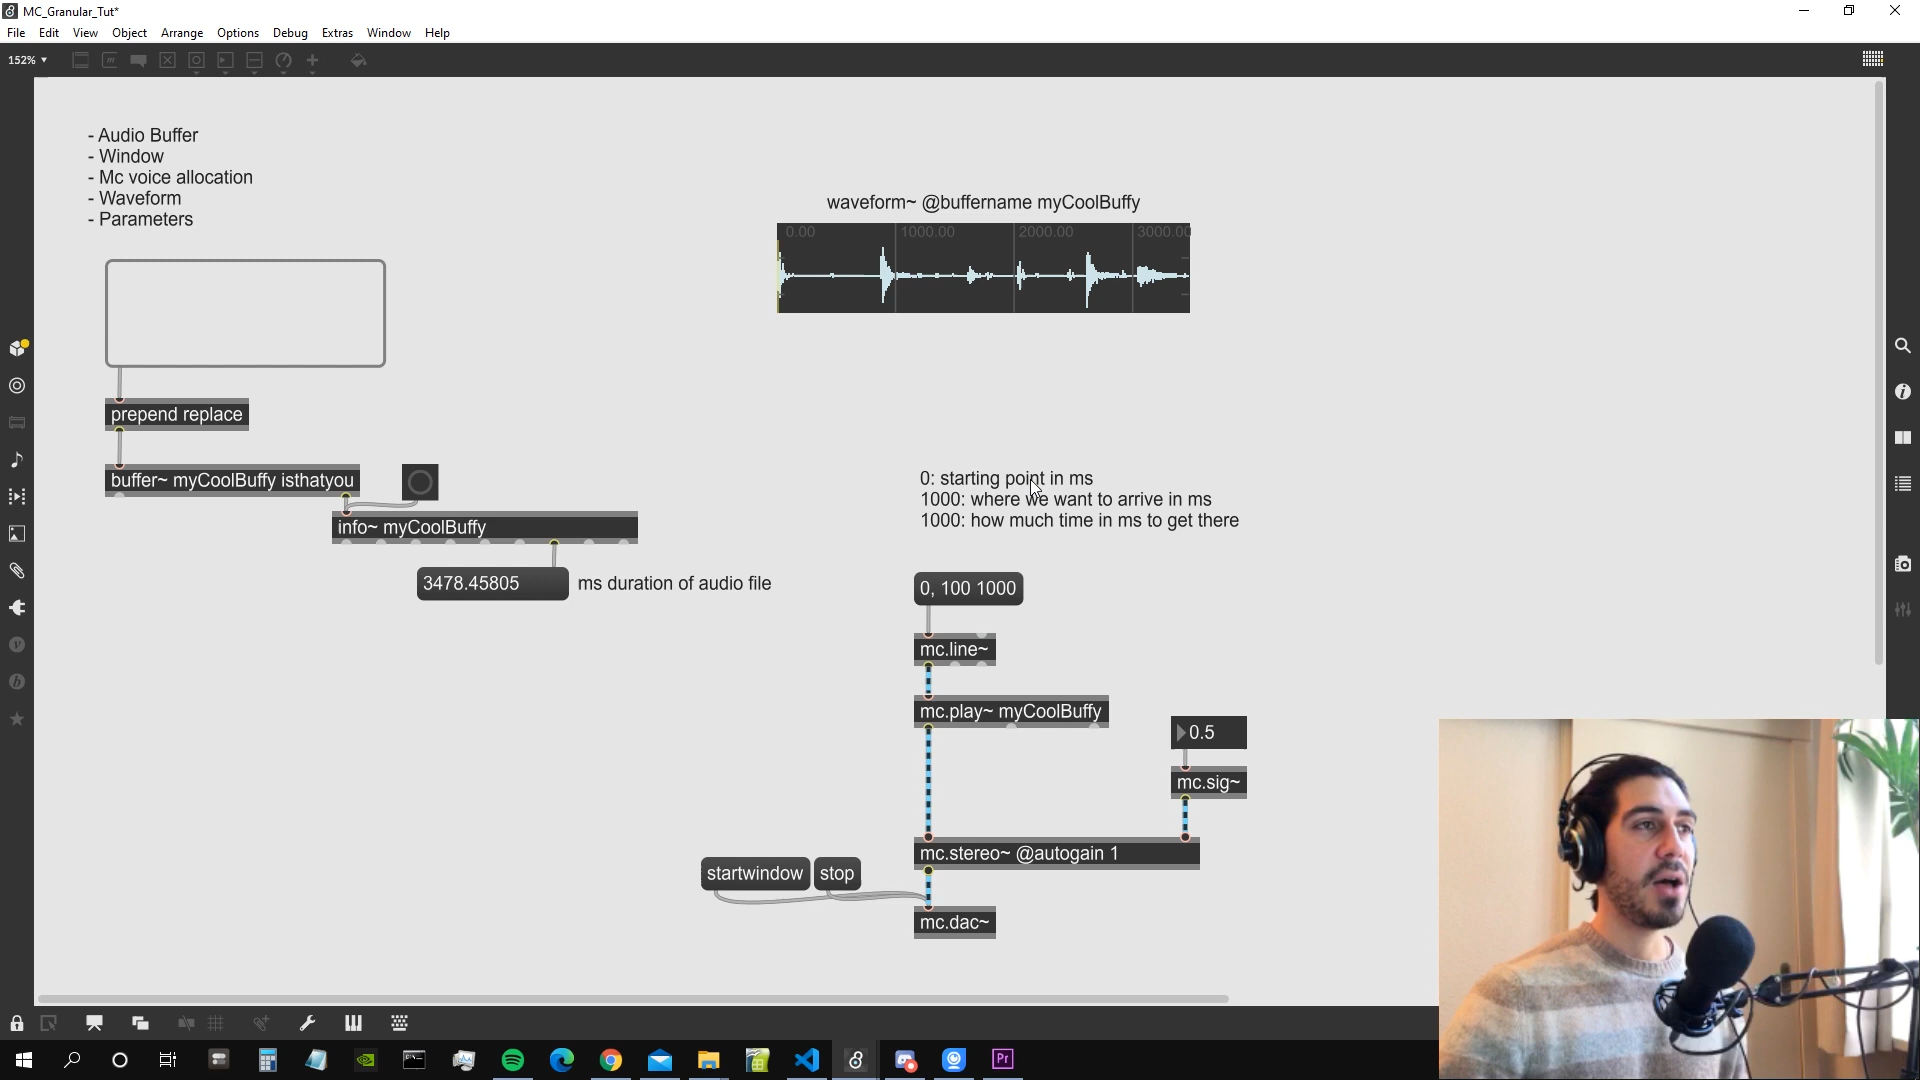 MC_Granular_Tut*
File Edit View Object Arrange Options Debug Extras Window Help
152%
- Audio Buffer
- Window
- Mc voice allocation
- Waveform
- Parameters
waveform~ @buffername myCoolBuffy
0.00 1000.00 2000.00 3000.00
prepend replace
buffer~ myCoolBuffy isthatyou
info~ myCoolBuffy
3478.45805 ms duration of audio file
0: starting point in ms
1000: where we want to arrive in ms
1000: how much time in ms to get there
0, 100 1000
mc.line~
mc.play~ myCoolBuffy
0.5
mc.sig~
mc.stereo~ @autogain 1
startwindow stop
mc.dac~
Pr